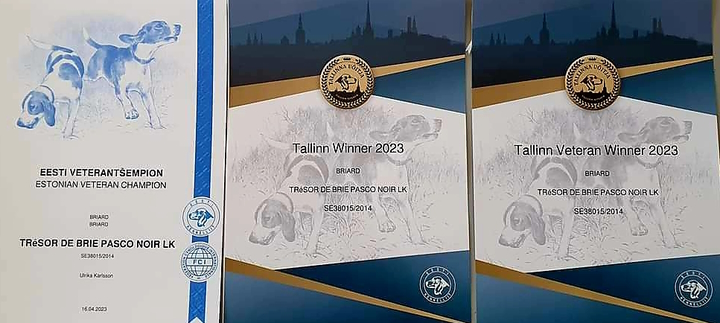 EESTI VETERANTŠEMPION
ESTONIAN VETERAN CHAMPION
BRIARD
BRIARD
TRéSOR DE BRIE PASCO NOIR LK
SE38015/2014
Ulrika Karlsson
16.04.2023
FCI
Tallinn Winner 2023
BRIARD
TRéSOR DE BRIE PASCO NOIR LK
SE38015/2014
Tallinn Veteran Winner 2023
BRIARD
TRéSOR DE BRIE PASCO NOIR LK
SE38015/2014